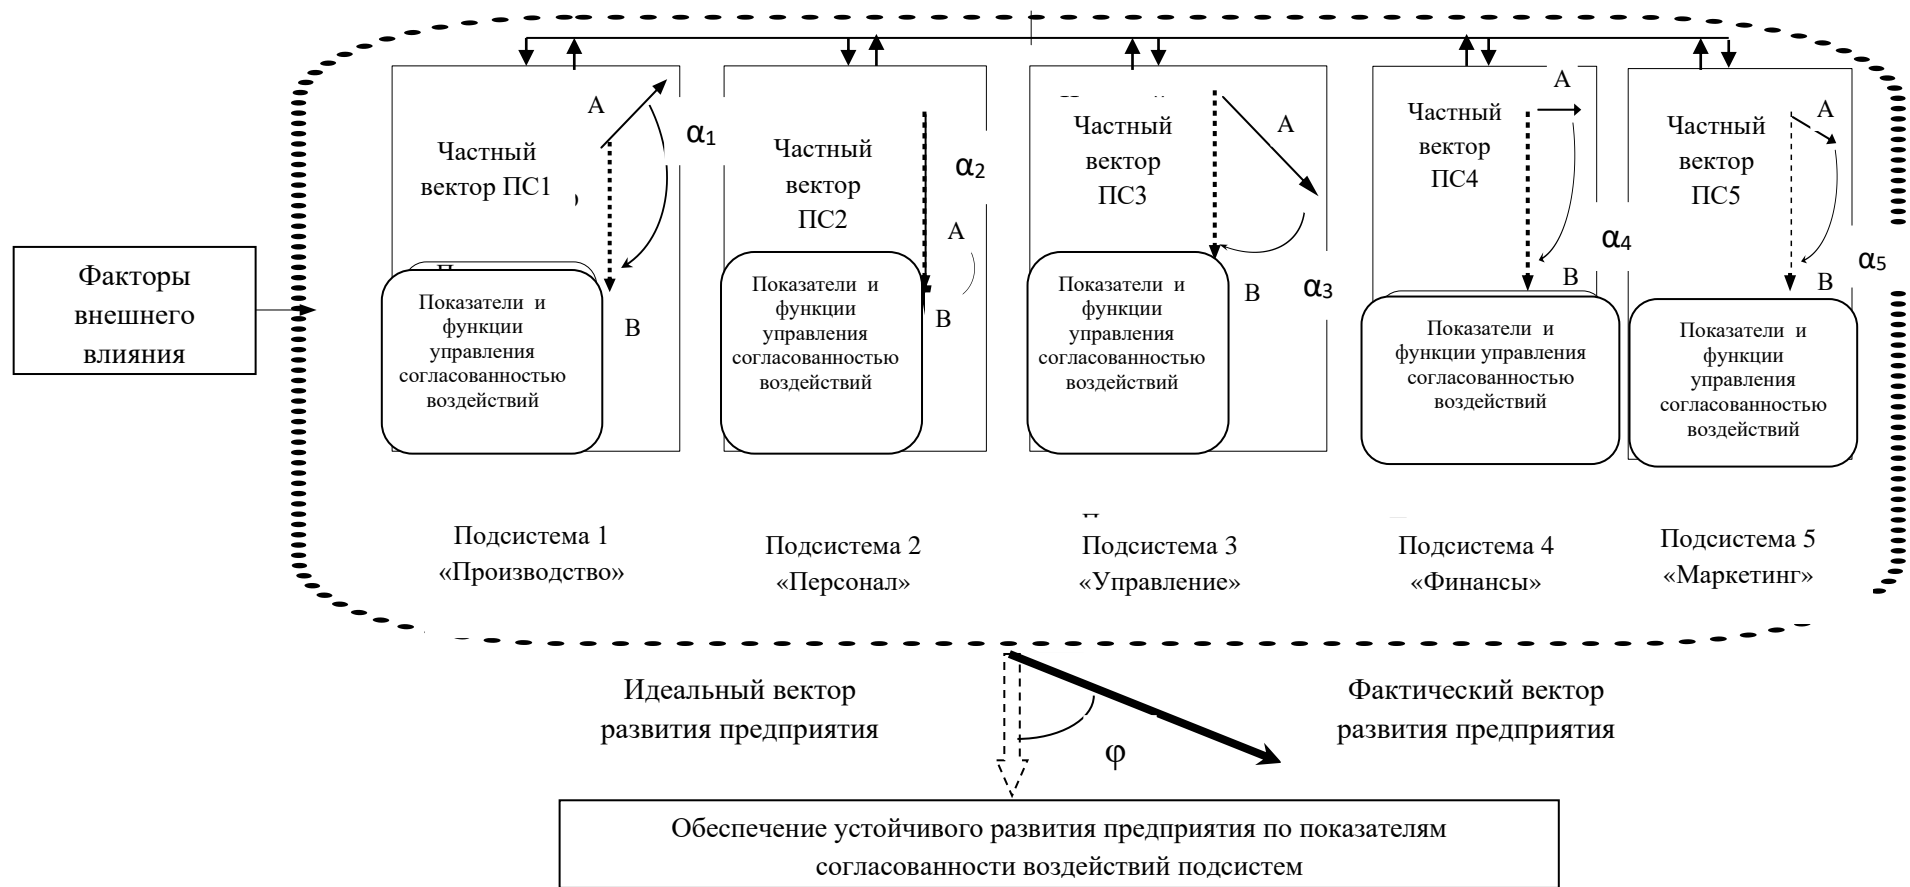 Факторы
внешнего
влияния
Частный
вектор ПС1
А
α1
В
Показатели и
функции
управления
согласованностью
воздействий
Подсистема 1
«Производство»
Частный
вектор
ПС2
α2
А
В
Показатели и
функции
управления
согласованностью
воздействий
Подсистема 2
«Персонал»
Частный
вектор
ПС3
А
В
α3
Показатели и
функции
управления
согласованностью
воздействий
Подсистема 3
«Управление»
Частный
вектор
ПС4
А
α4
В
Показатели и
функции управления
согласованностью
воздействий
Подсистема 4
«Финансы»
Частный
вектор
ПС5
А
α5
В
Показатели и
функции
управления
согласованностью
воздействий
Подсистема 5
«Маркетинг»
Идеальный вектор
развития предприятия
φ
Фактический вектор
развития предприятия
Обеспечение устойчивого развития предприятия по показателям
согласованности воздействий подсистем